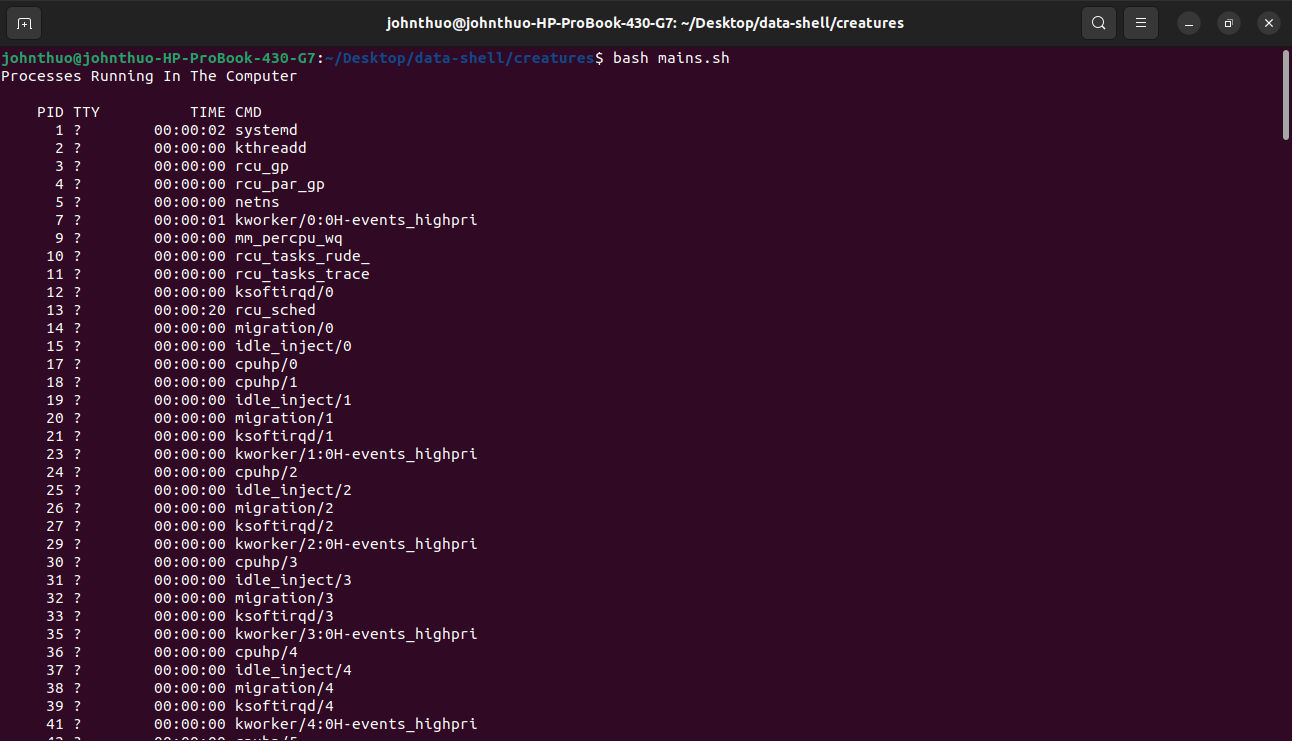 johnthuo@johnthuo-HP-ProBook-430-G7: ~/Desktop/data-shell/creatures
johnthuo@johnthuo-HP-ProBook-430-G7:~/Desktop/data-shell/creatures$ bash mains.sh
Processes Running In The Computer
PID TTY          TIME CMD
1 ?        00:00:02 systemd
2 ?        00:00:00 kthreadd
3 ?        00:00:00 rcu_gp
4 ?        00:00:00 rcu_par_gp
5 ?        00:00:00 netns
7 ?        00:00:01 kworker/0:0H-events_highpri
9 ?        00:00:00 mm_percpu_wq
10 ?        00:00:00 rcu_tasks_rude_
11 ?        00:00:00 rcu_tasks_trace
12 ?        00:00:00 ksoftirqd/0
13 ?        00:00:20 rcu_sched
14 ?        00:00:00 migration/0
15 ?        00:00:00 idle_inject/0
17 ?        00:00:00 cpuhp/0
18 ?        00:00:00 cpuhp/1
19 ?        00:00:00 idle_inject/1
20 ?        00:00:00 migration/1
21 ?        00:00:00 ksoftirqd/1
23 ?        00:00:00 kworker/1:0H-events_highpri
24 ?        00:00:00 cpuhp/2
25 ?        00:00:00 idle_inject/2
26 ?        00:00:00 migration/2
27 ?        00:00:00 ksoftirqd/2
29 ?        00:00:00 kworker/2:0H-events_highpri
30 ?        00:00:00 cpuhp/3
31 ?        00:00:00 idle_inject/3
32 ?        00:00:00 migration/3
33 ?        00:00:00 ksoftirqd/3
35 ?        00:00:00 kworker/3:0H-events_highpri
36 ?        00:00:00 cpuhp/4
37 ?        00:00:00 idle_inject/4
38 ?        00:00:00 migration/4
39 ?        00:00:00 ksoftirqd/4
41 ?        00:00:00 kworker/4:0H-events_highpri